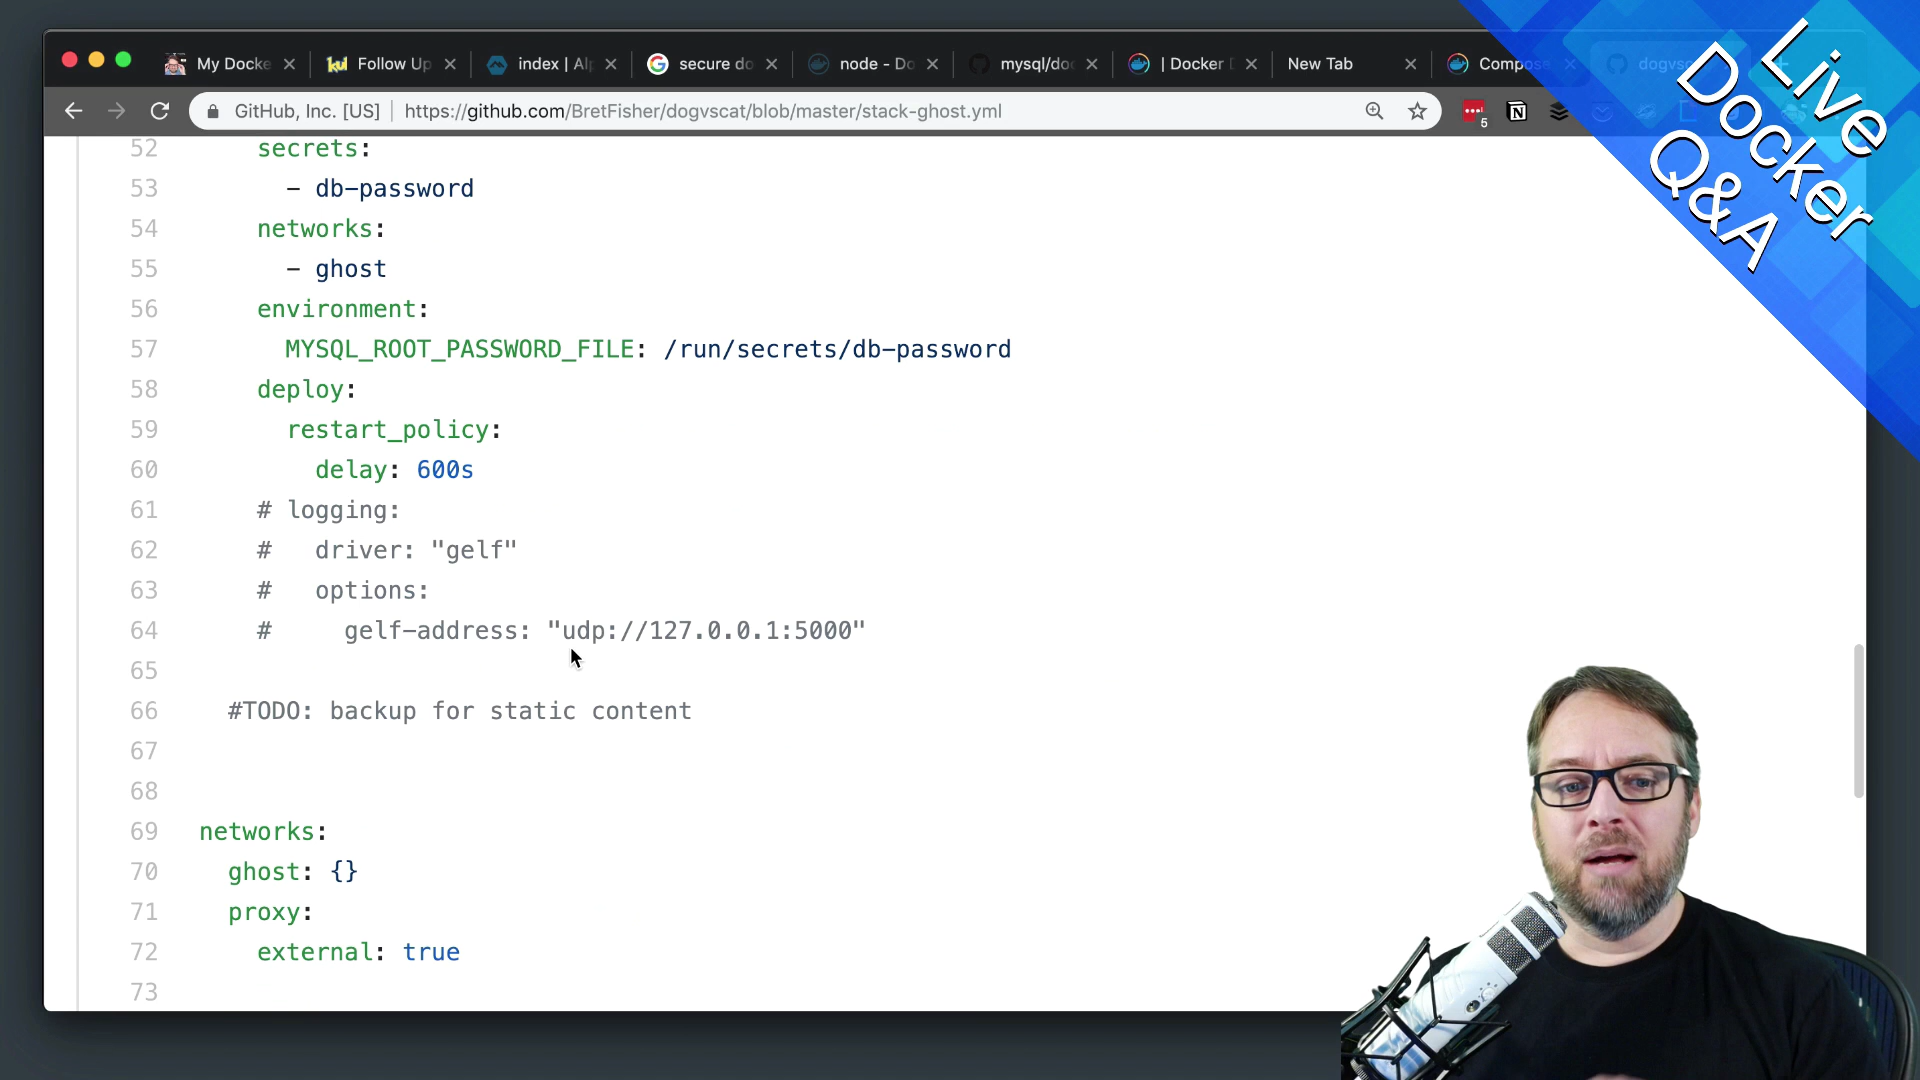 My Docke
Follow Up
index | Al
secure do
node - Do
mysql/doc
| Docker
New Tab
Compose
dogvsc
GitHub, Inc. [US]
https://github.com/BretFisher/dogvscat/blob/master/stack-ghost.yml
5
Live
Docker
Q&A
52 secrets:
53 - db-password
54 networks:
55 - ghost
56 environment:
57 MYSQL_ROOT_PASSWORD_FILE: /run/secrets/db-password
58 deploy:
59 restart_policy:
60 delay: 600s
61 # logging:
62 # driver: "gelf"
63 # options:
64 # gelf-address: "udp://127.0.0.1:5000"
65
66 #TODO: backup for static content
67
68
69 networks:
70 ghost: {}
71 proxy:
72 external: true
73